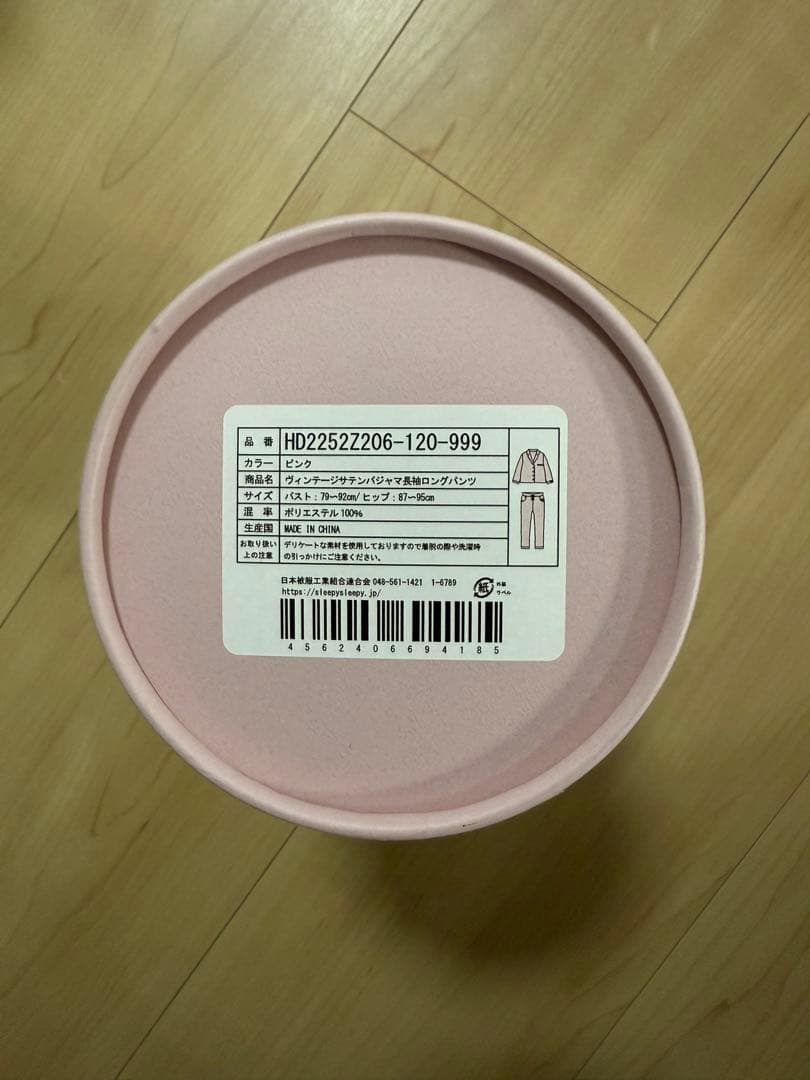 品番 HD2252Z206-120-999
カラー ピンク
商品名 ヴィンテージサテンパジャマ長袖ロングパンツ
サイズ バスト:79～92cm/ヒップ:87～95cm
混率 ポリエステル100%
生産国 MADE IN CHINA
お取り扱い上の注意 デリケートな素材を使用しておりますので着脱の際や洗濯時
の引っかけにご注意ください。
日本被服工業組合連合会 048-561-1421 1-6789
https://sleepysleepy.jp/
紙 外箱
ラベル
4562406694185